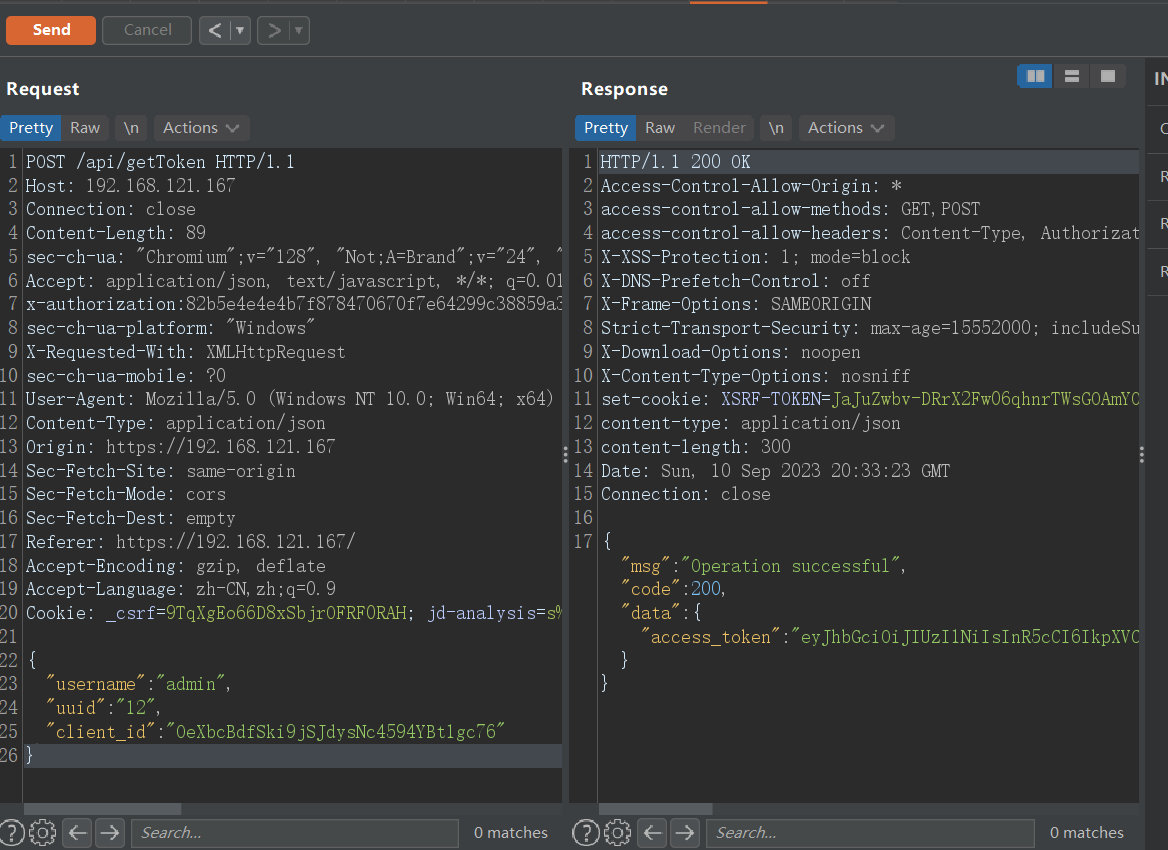 Send
Cancel
< ▼
> ▼
Request
Pretty Raw \n Actions
1 POST /api/getToken HTTP/1.1
2 Host: 192.168.121.167
3 Connection: close
4 Content-Length: 89
5 sec-ch-ua: "Chromium";v="128", "Not;A=Brand";v="24", "
6 Accept: application/json, text/javascript, */*; q=0.01
7 x-authorization:82b5e4e4e4b7f878470670f7e64299c38859a3
8 sec-ch-ua-platform: "Windows"
9 X-Requested-With: XMLHttpRequest
10 sec-ch-ua-mobile: ?0
11 User-Agent: Mozilla/5.0 (Windows NT 10.0; Win64; x64)
12 Content-Type: application/json
13 Origin: https://192.168.121.167
14 Sec-Fetch-Site: same-origin
15 Sec-Fetch-Mode: cors
16 Sec-Fetch-Dest: empty
17 Referer: https://192.168.121.167/
18 Accept-Encoding: gzip, deflate
19 Accept-Language: zh-CN,zh;q=0.9
20 Cookie: _csrf=9TqXgEo66D8xSbjrOFRFORAH; jd-analysis=s%
21
22 {
23 "username":"admin",
24 "uuid":"12",
25 "client_id":"OeXbcBdfSki9jSJdysNc4594YBtlgc76"
26 }
Search...
0 matches
Response
Pretty Raw Render \n Actions
1 HTTP/1.1 200 OK
2 Access-Control-Allow-Origin: *
3 access-control-allow-methods: GET,POST
4 access-control-allow-headers: Content-Type, Authorizat
5 X-XSS-Protection: 1; mode=block
6 X-DNS-Prefetch-Control: off
7 X-Frame-Options: SAMEORIGIN
8 Strict-Transport-Security: max-age=15552000; includeSu
9 X-Download-Options: noopen
10 X-Content-Type-Options: nosniff
11 set-cookie: XSRF-TOKEN=JaJuZwbv-DRrX2FwO6qhnrTWsGOAmYO
12 content-type: application/json
13 content-length: 300
14 Date: Sun, 10 Sep 2023 20:33:23 GMT
15 Connection: close
16
17 {
"msg":"Operation successful",
"code":200,
"data":{
"access_token":"eyJhbGciOiJIUzI1NiIsInR5cCI6IkpXVC
}
}
Search...
0 matches
IN
R
R
R